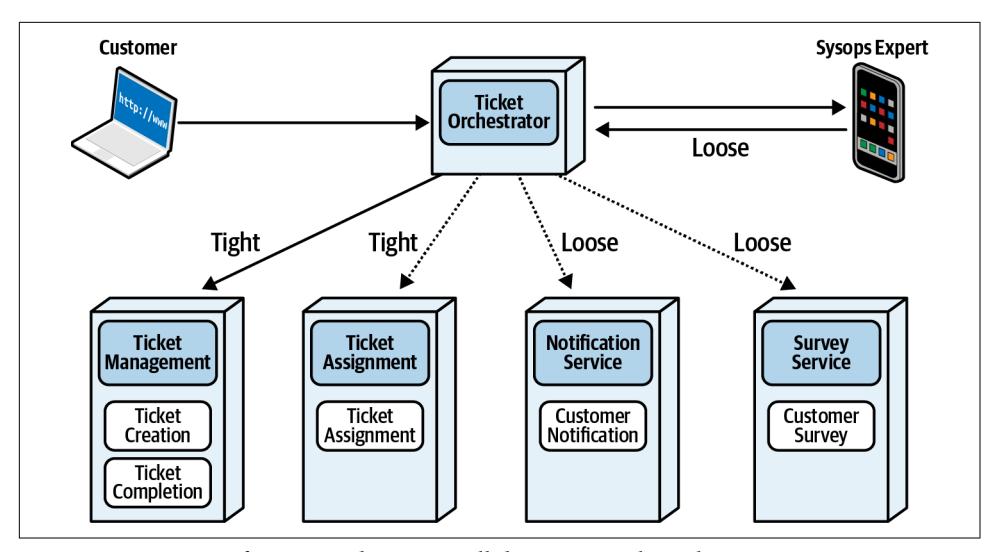 Customer
Sysops Expert
http://www
Ticket
Orchestrator
Loose
Tight
Tight
Loose
Loose
Ticket
Management
Ticket
Creation
Ticket
Completion
Ticket
Assignment
Ticket
Assignment
Notification
Service
Customer
Notification
Survey
Service
Customer
Survey